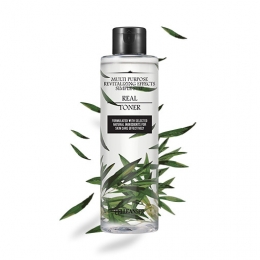 MULTI PURPOSE
REVITALIZING EFFECTS
REAL
TONER
FORMULATED WITH SELECTED
NATURAL INGREDIENTS FOR
SKIN CARE EFFECTIVELY